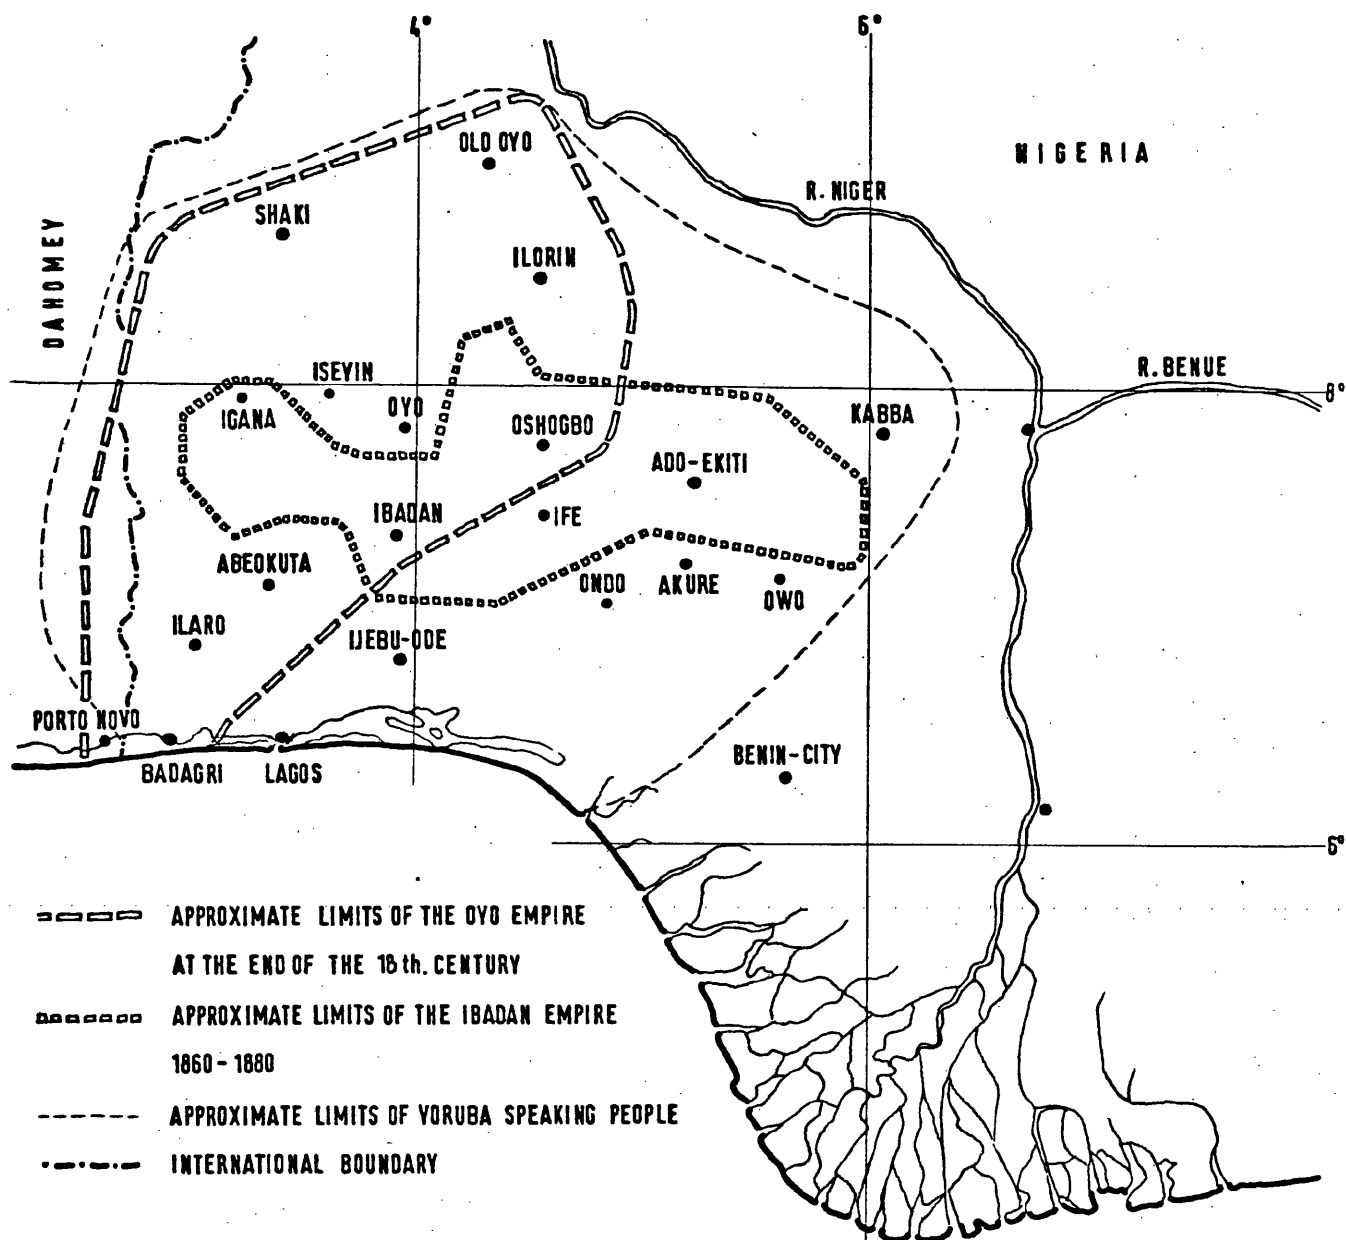 4°
6°
NIGERIA
OLD OYO
R. NIGER
SHAKI
DAHOMEY
ILORIN
ISEYIN
R. BENUE
8°
IGANA
OYO
OSHOGBO
KABBA
ADO-EKITI
IBADAN
IFE
ABEOKUTA
ONDO
AKURE
OWO
ILARO
IJEBU-ODE
PORTO NOVO
BADAGRI
LAGOS
BENIN-CITY
6°
APPROXIMATE LIMITS OF THE OYO EMPIRE
AT THE END OF THE 18th. CENTURY
APPROXIMATE LIMITS OF THE IBADAN EMPIRE
1860-1880
APPROXIMATE LIMITS OF YORUBA SPEAKING PEOPLE
INTERNATIONAL BOUNDARY